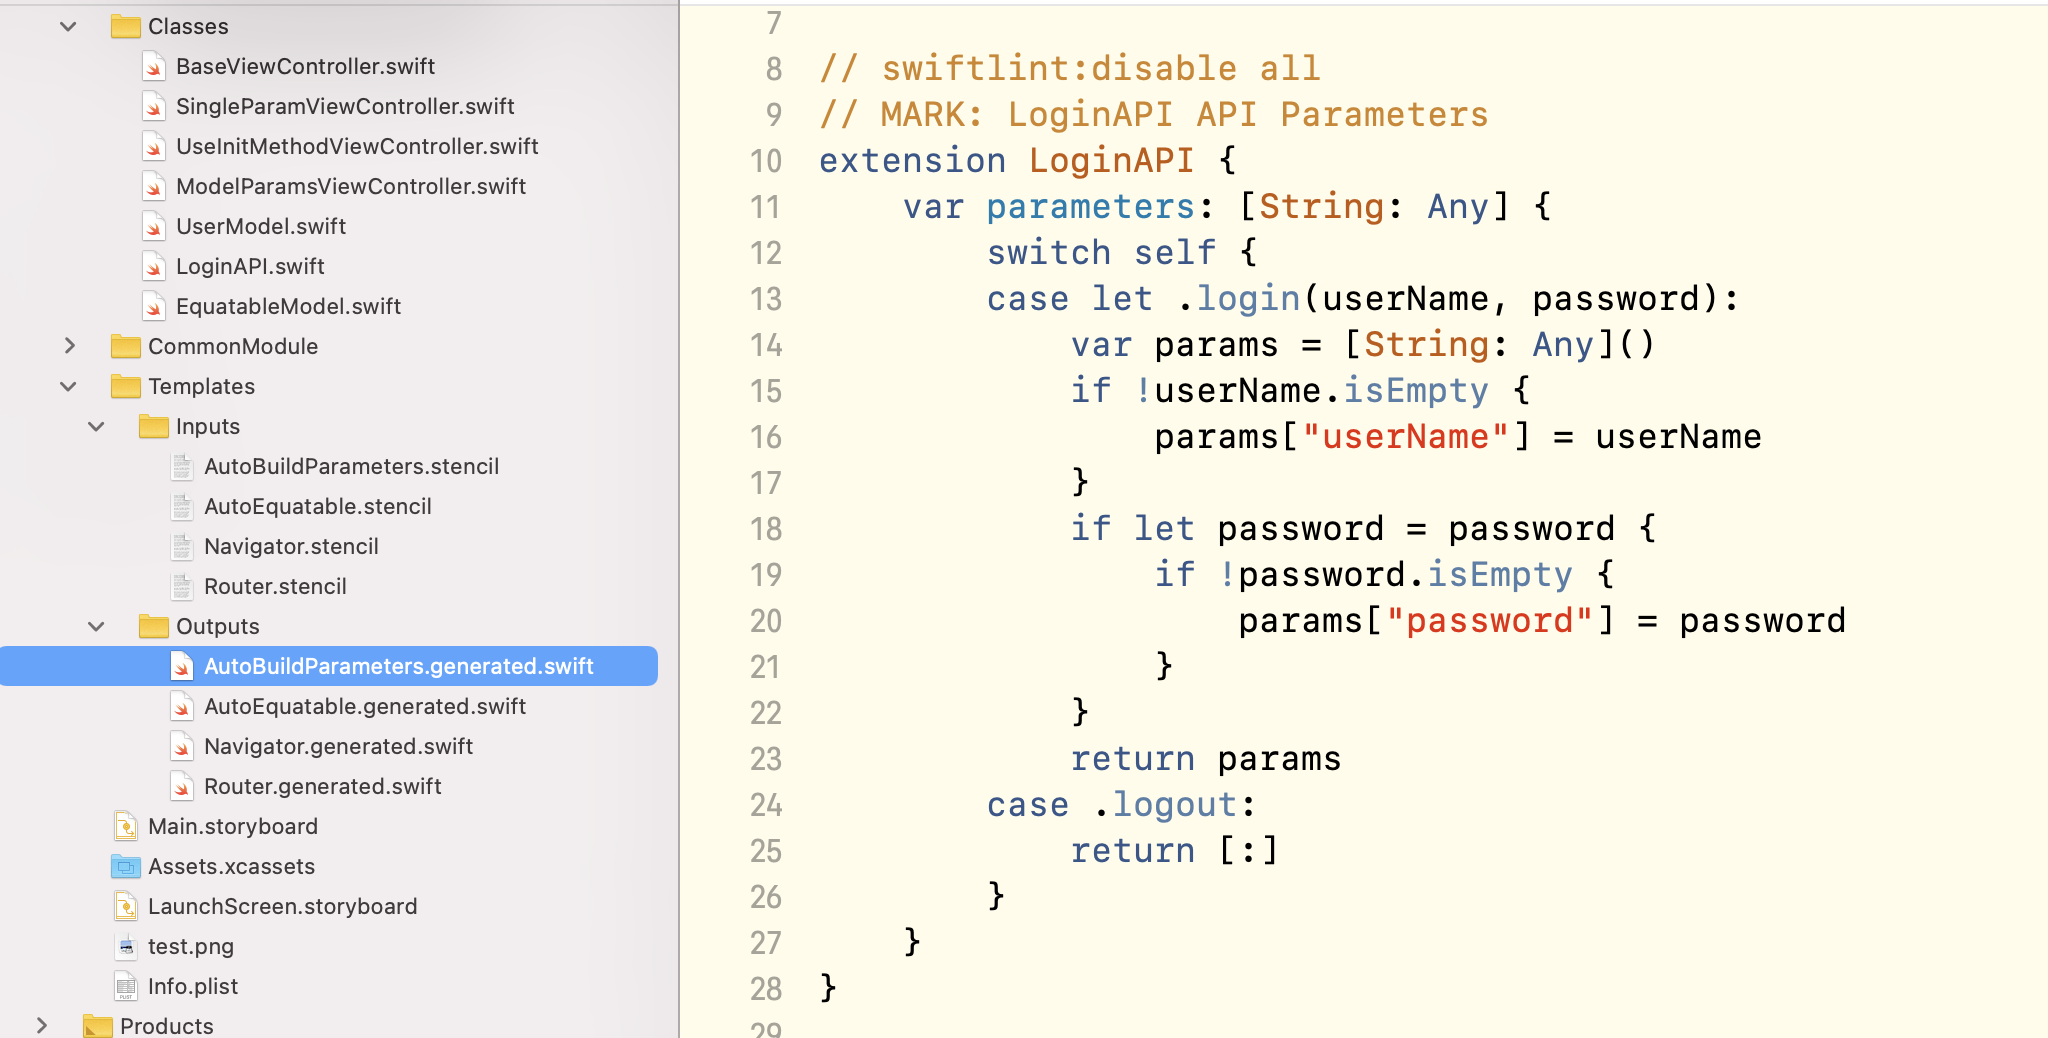 Classes
BaseViewController.swift
SingleParamViewController.swift
UseInitMethodViewController.swift
ModelParamsViewController.swift
UserModel.swift
LoginAPI.swift
EquatableModel.swift
CommonModule
Templates
Inputs
AutoBuildParameters.stencil
AutoEquatable.stencil
Navigator.stencil
Router.stencil
Outputs
AutoBuildParameters.generated.swift
AutoEquatable.generated.swift
Navigator.generated.swift
Router.generated.swift
Main.storyboard
Assets.xcassets
LaunchScreen.storyboard
test.png
Info.plist
Products
7
8 // swiftlint:disable all
9 // MARK: LoginAPI API Parameters
10 extension LoginAPI {
11     var parameters: [String: Any] {
12         switch self {
13         case let .login(userName, password):
14             var params = [String: Any]()
15             if !userName.isEmpty {
16                 params["userName"] = userName
17             }
18             if let password = password {
19                 if !password.isEmpty {
20                     params["password"] = password
21                 }
22             }
23             return params
24         case .logout:
25             return [:]
26         }
27     }
28 }
29